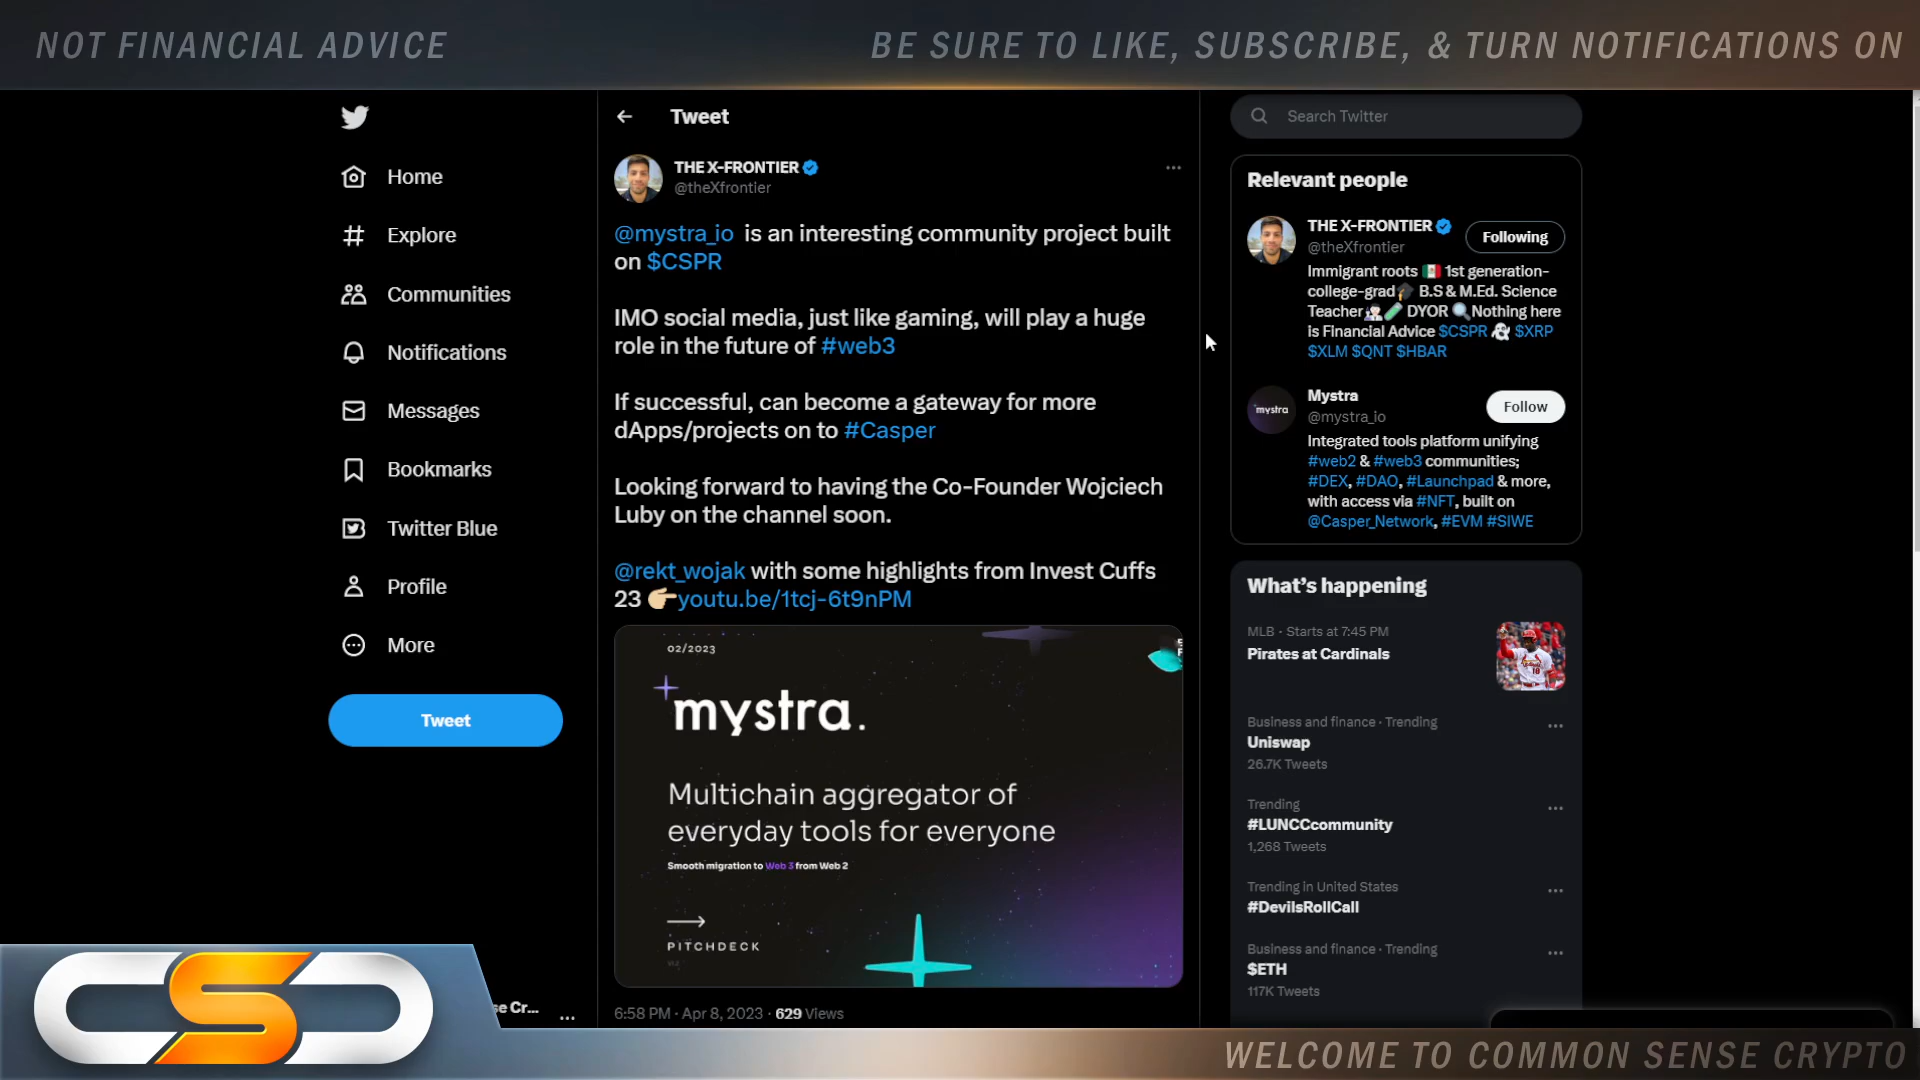 NOT FINANCIAL ADVICE
BE SURE TO LIKE, SUBSCRIBE, & TURN NOTIFICATIONS ON
Home
Explore
Communities
Notifications
Messages
Bookmarks
Twitter Blue
Profile
More
Tweet
se Cr...
Tweet
THE X-FRONTIER
@theXfrontier
@mystra_io is an interesting community project built
on $CSPR
IMO social media, just like gaming, will play a huge
role in the future of #web3
If successful, can become a gateway for more
dApps/projects on to #Casper
Looking forward to having the Co-Founder Wojciech
Luby on the channel soon.
@rekt_wojak with some highlights from Invest Cuffs
23 👉🏼youtu.be/1tcj-6t9nPM
02/2023
mystra.
Multichain aggregator of
everyday tools for everyone
Smooth migration to Web 3 from Web 2
PITCHDECK
6:58 PM · Apr 8, 2023 · 629 Views
Search Twitter
Relevant people
THE X-FRONTIER
Following
@theXfrontier
Immigrant roots 🇲🇽 1st generation-
college-grad🎓 B.S & M.Ed. Science
Teacher👨🏻‍🔬🧪 DYOR 🔍Nothing here
is Financial Advice $CSPR 👻 $XRP
$XLM $QNT $HBAR
mystra
Mystra
Follow
@mystra_io
Integrated tools platform unifying
#web2 & #web3 communities;
#DEX, #DAO, #Launchpad & more,
with access via #NFT, built on
@Casper_Network, #EVM #SIWE
What's happening
MLB · Starts at 7:45 PM
Pirates at Cardinals
Business and finance · Trending
Uniswap
26.7K Tweets
Trending
#LUNCCcommunity
1,268 Tweets
Trending in United States
#DevilsRollCall
Business and finance · Trending
$ETH
117K Tweets
CSC
WELCOME TO COMMON SENSE CRYPTO